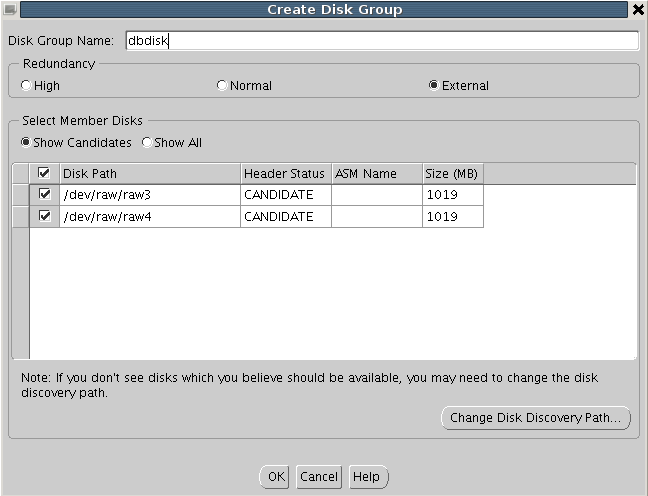 Create Disk Group
Disk Group Name: dbdisk
Redundancy
High Normal External
Select Member Disks
Show Candidates Show All
Disk Path Header Status ASM Name Size (MB)
/dev/raw/raw3 CANDIDATE 1019
/dev/raw/raw4 CANDIDATE 1019
Note: If you don't see disks which you believe should be available, you may need to change the disk
discovery path.
Change Disk Discovery Path...
OK Cancel Help